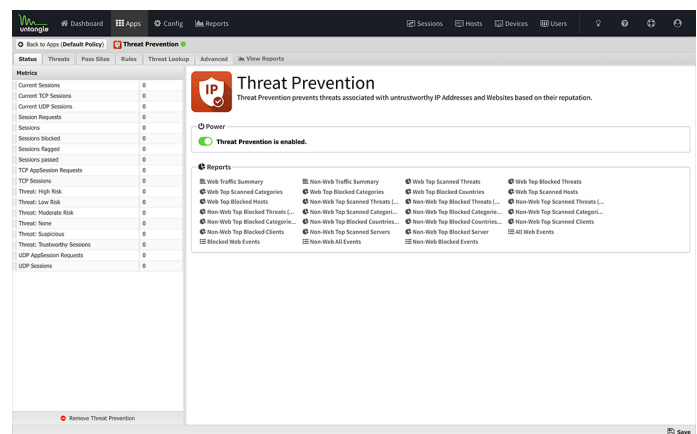 untangle Dashboard Apps Config Reports Sessions Hosts Devices Users
Back to Apps (Default Policy) Threat Prevention
Status Threats Pass Sites Rules Threat Lookup Advanced View Reports
Metrics
Current Sessions 0
Current TCP Sessions 0
Current UDP Sessions 0
Session Requests 0
Sessions 0
Sessions blocked 0
Sessions flagged 0
Sessions passed 0
TCP AppSession Requests 0
TCP Sessions 0
Threat: High Risk 0
Threat: Low Risk 0
Threat: Moderate Risk 0
Threat: None 0
Threat: Suspicious 0
Threat: Trustworthy Sessions 0
UDP AppSession Requests 0
UDP Sessions 0
Remove Threat Prevention
IP
Threat Prevention
Threat Prevention prevents threats associated with untrustworthy IP Addresses and Websites based on their reputation.
Power
Threat Prevention is enabled.
Reports
Web Traffic Summary Non-Web Traffic Summary Web Top Scanned Threats Web Top Blocked Threats
Web Top Scanned Categories Web Top Blocked Categories Web Top Blocked Countries Web Top Scanned Hosts
Web Top Blocked Hosts Non-Web Top Scanned Threats (... Non-Web Top Blocked Threats (... Non-Web Top Scanned Threats (...
Non-Web Top Blocked Threats (... Non-Web Top Scanned Categori... Non-Web Top Blocked Categorie... Non-Web Top Scanned Categori...
Non-Web Top Blocked Categorie... Non-Web Top Blocked Countries... Non-Web Top Blocked Countries... Non-Web Top Scanned Clients
Non-Web Top Blocked Clients Non-Web Top Scanned Servers Non-Web Top Blocked Server All Web Events
Blocked Web Events Non-Web All Events Non-Web Blocked Events
Save